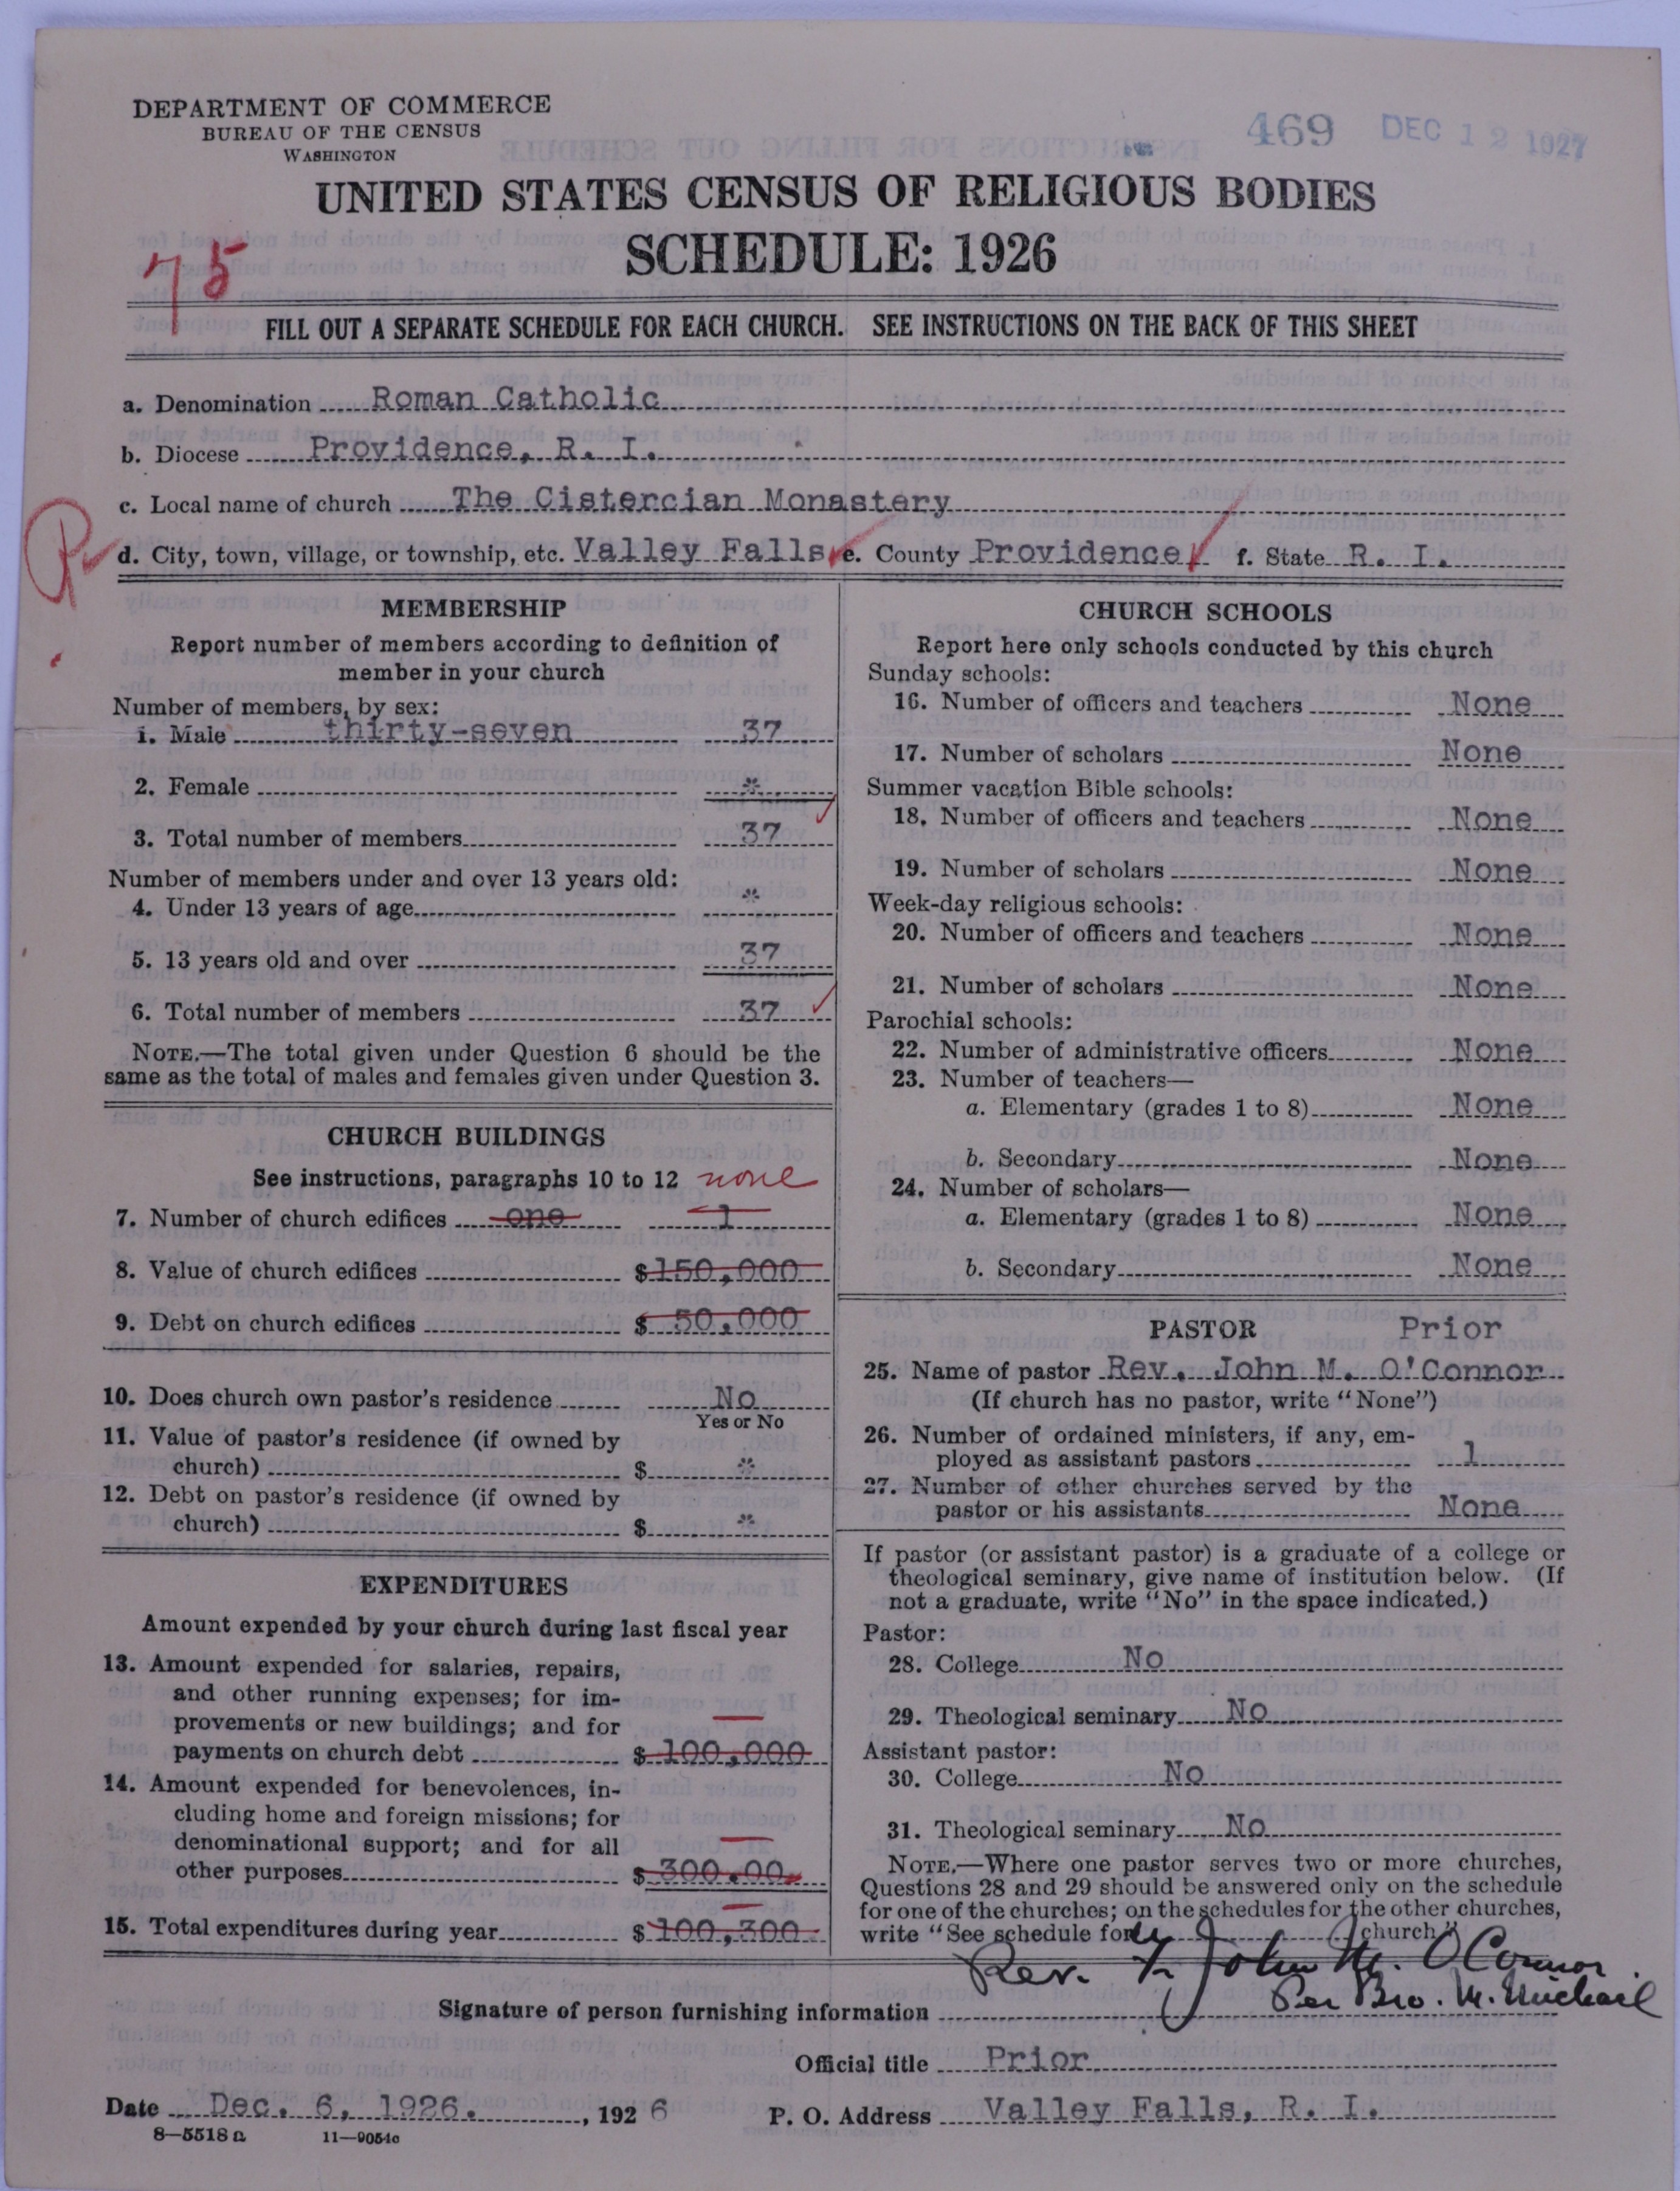 DEPARTMENT OF COMMERCE
BUREAU OF THE CENSUS
WASHINGTON
469 DEC 12 1927
UNITED STATES CENSUS OF RELIGIOUS BODIES
SCHEDULE: 1926
75
FILL OUT A SEPARATE SCHEDULE FOR EACH CHURCH. SEE INSTRUCTIONS ON THE BACK OF THIS SHEET
a. Denomination Roman Catholic
b. Diocese Providence, R. I.
c. Local name of church The Cistercian Monastery
d. City, town, village, or township, etc. Valley Falls e. County Providence f. State R. I.
MEMBERSHIP
Report number of members according to definition of
member in your church
Number of members, by sex:
1. Male thirty-seven 37
2. Female *
3. Total number of members 37
Number of members under and over 13 years old:
4. Under 13 years of age *
5. 13 years old and over 37
6. Total number of members 37
NOTE.—The total given under Question 6 should be the
same as the total of males and females given under Question 3.
CHURCH BUILDINGS
See instructions, paragraphs 10 to 12 none
7. Number of church edifices one 1
8. Value of church edifices $150,000
9. Debt on church edifices $ 50,000
10. Does church own pastor's residence No
Yes or No
11. Value of pastor's residence (if owned by
church) $ *
12. Debt on pastor's residence (if owned by
church) $ *
EXPENDITURES
Amount expended by your church during last fiscal year
13. Amount expended for salaries, repairs,
and other running expenses; for im-
provements or new buildings; and for
payments on church debt $ 100,000
14. Amount expended for benevolences, in-
cluding home and foreign missions; for
denominational support; and for all
other purposes $ 300.00
15. Total expenditures during year $ 100,300
CHURCH SCHOOLS
Report here only schools conducted by this church
Sunday schools:
16. Number of officers and teachers None
17. Number of scholars None
Summer vacation Bible schools:
18. Number of officers and teachers None
19. Number of scholars None
Week-day religious schools:
20. Number of officers and teachers None
21. Number of scholars None
Parochial schools:
22. Number of administrative officers None
23. Number of teachers—
a. Elementary (grades 1 to 8) None
b. Secondary None
24. Number of scholars—
a. Elementary (grades 1 to 8) None
b. Secondary None
PASTOR Prior
25. Name of pastor Rev. John M. O'Connor
(If church has no pastor, write "None")
26. Number of ordained ministers, if any, em-
ployed as assistant pastors 1
27. Number of other churches served by the
pastor or his assistants None
If pastor (or assistant pastor) is a graduate of a college or
theological seminary, give name of institution below. (If
not a graduate, write "No" in the space indicated.)
Pastor:
28. College No
29. Theological seminary No
Assistant pastor:
30. College No
31. Theological seminary No
NOTE.—Where one pastor serves two or more churches,
Questions 28 and 29 should be answered only on the schedule
for one of the churches; on the schedules for the other churches,
write "See schedule for church"
Rev. John M. O'Connor
Signature of person furnishing information Per Bro. M. Michael
Official title Prior
Date Dec. 6, 1926. , 1926 P. O. Address Valley Falls, R. I.
8—5518a 11—9054c